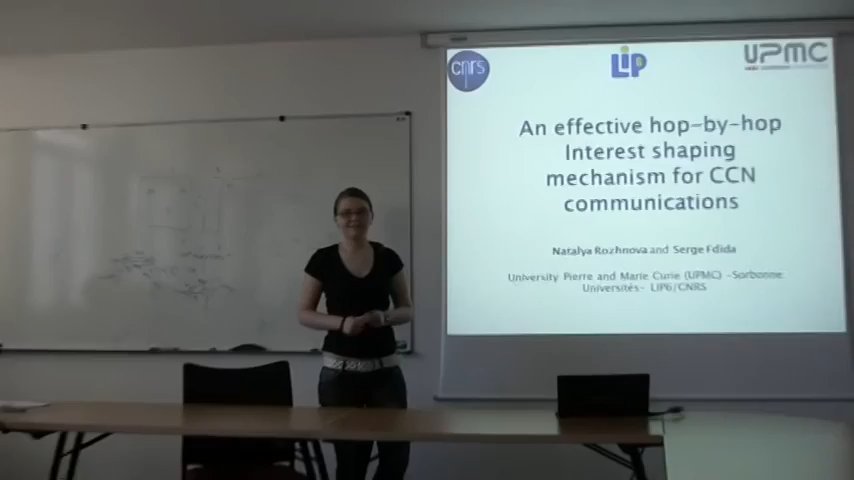 cnrs
LIP
UPMC
An effective hop-by-hop
Interest shaping
mechanism for CCN
communications
Natalya Rozhnova and Serge Fdida
University Pierre and Marie Curie (UPMC) -Sorbonne
Universités- LIP6/CNRS